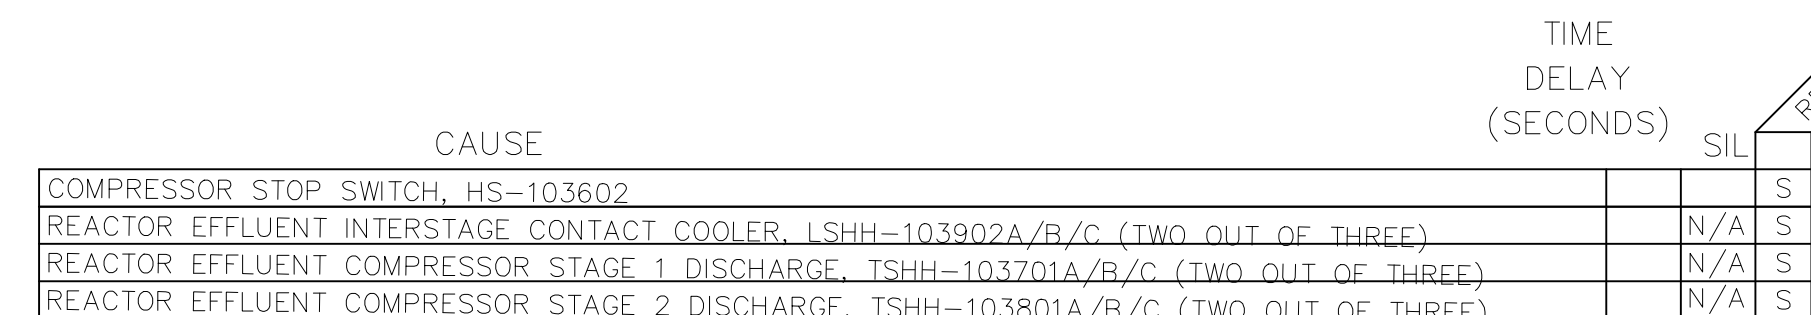 TIME
DELAY
(SECONDS)
CAUSE
SIL
COMPRESSOR STOP SWITCH, HS-103602 S
REACTOR EFFLUENT INTERSTAGE CONTACT COOLER, LSHH-103902A/B/C (TWO OUT OF THREE) N/A S
REACTOR EFFLUENT COMPRESSOR STAGE 1 DISCHARGE, TSHH-103701A/B/C (TWO OUT OF THREE) N/A S
REACTOR EFFLUENT COMPRESSOR STAGE 2 DISCHARGE, TSHH-103801A/B/C (TWO OUT OF THREE) N/A S